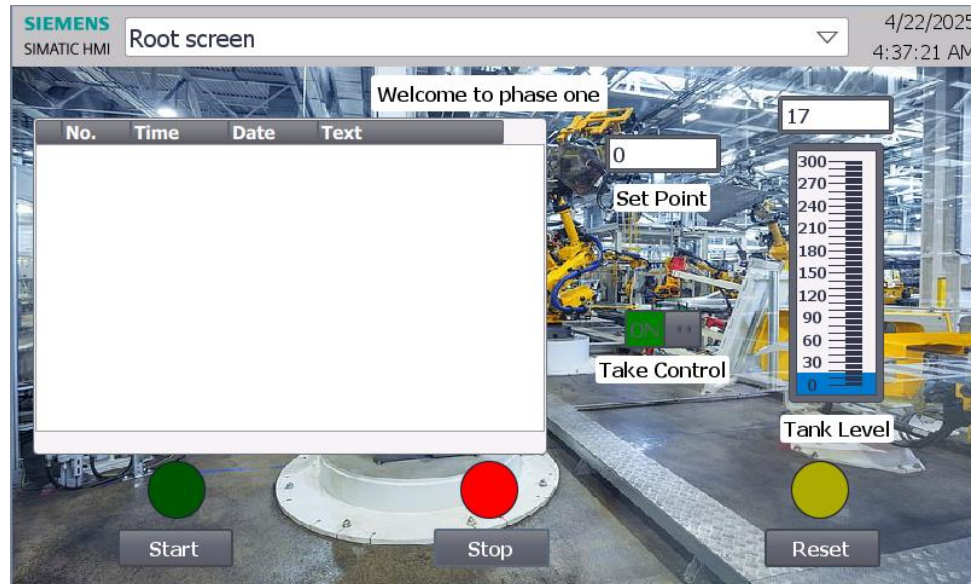 SIEMENS
SIMATIC HMI
Root screen
4/22/2025
4:37:21 AM
Welcome to phase one
17
No. Time Date Text
0
Set Point
300
270
240
210
180
150
120
90
60
30
0
ON
Take Control
Tank Level
Start
Stop
Reset